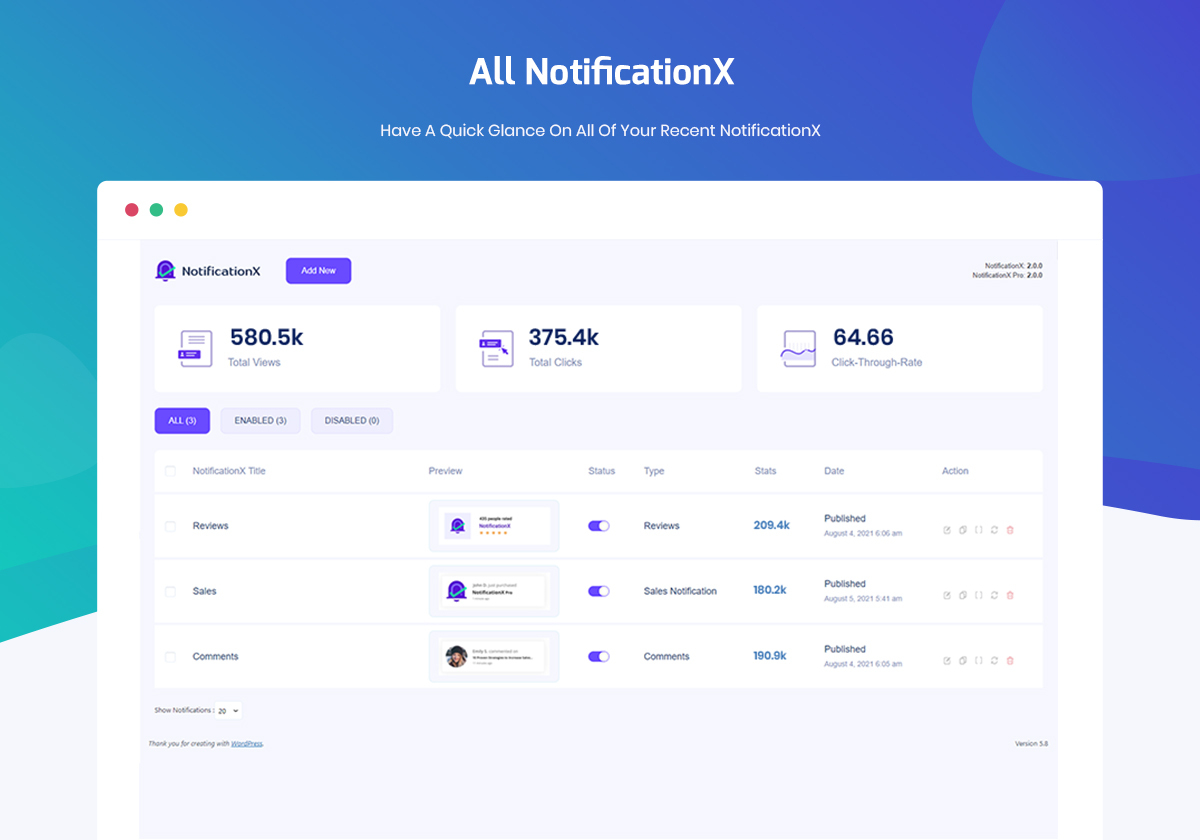 All NotificationX
Have A Quick Glance On All Of Your Recent NotificationX
NotificationX
Add New
NotificationX: 2.0.0
NotificationX Pro: 2.0.0
580.5k
Total Views
375.4k
Total Clicks
64.66
Click-Through-Rate
ALL (3)
ENABLED (3)
DISABLED (0)
NotificationX Title Preview Status Type Stats Date Action
Reviews
people rated
NotificationX
Reviews
209.4k
Published
August 4, 2021 6:06 am
Sales
John D. just purchased
NotificationX Pro
Sales Notification
180.2k
Published
August 5, 2021 5:41 am
Comments
commented on
Comments
190.9k
Published
August 4, 2021 6:05 am
Show Notifications : 20
Thank you for creating with WordPress.
Version 5.8